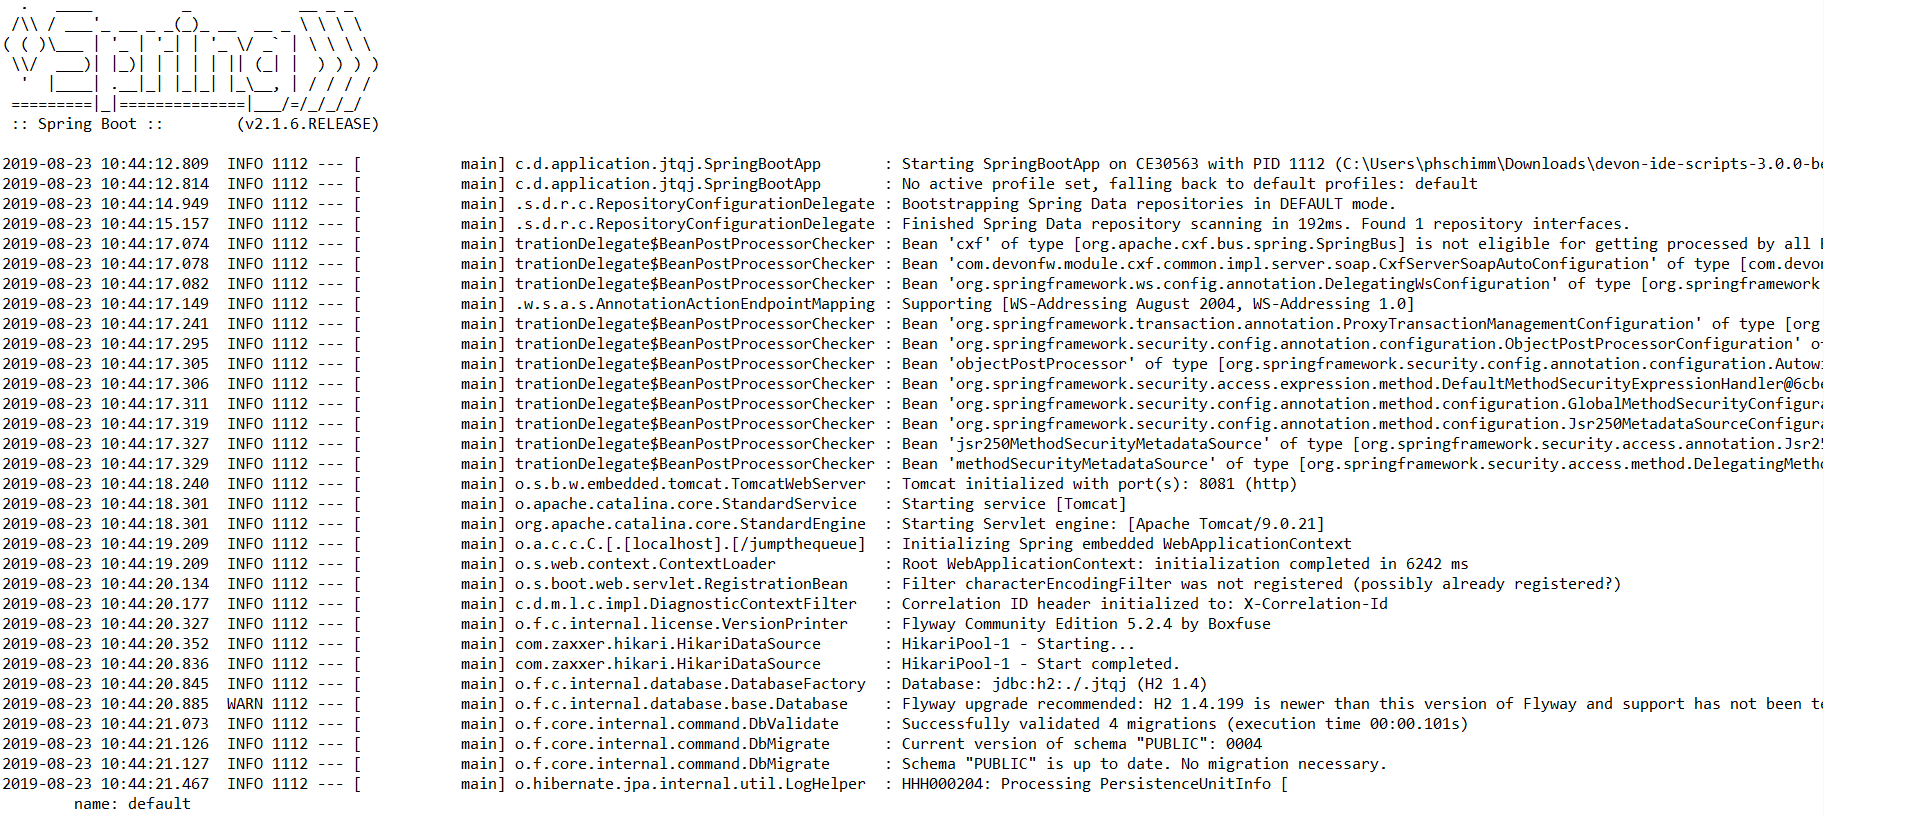 .   ____          _            __ _ _
 /\\ / ___'_ __ _ _(_)_ __  __ _ \ \ \ \
( ( )\___ | '_ | '_| | '_ \/ _` | \ \ \ \
 \\/  ___)| |_)| | | | | || (_| |  ) ) ) )
  '  |____| .__|_| |_|_| |_\__, | / / / /
 =========|_|==============|___/=/_/_/_/
 :: Spring Boot ::        (v2.1.6.RELEASE)

2019-08-23 10:44:12.809  INFO 1112 --- [           main] c.d.application.jtqj.SpringBootApp       : Starting SpringBootApp on CE30563 with PID 1112 (C:\Users\phschimm\Downloads\devon-ide-scripts-3.0.0-be
2019-08-23 10:44:12.814  INFO 1112 --- [           main] c.d.application.jtqj.SpringBootApp       : No active profile set, falling back to default profiles: default
2019-08-23 10:44:14.949  INFO 1112 --- [           main] .s.d.r.c.RepositoryConfigurationDelegate : Bootstrapping Spring Data repositories in DEFAULT mode.
2019-08-23 10:44:15.157  INFO 1112 --- [           main] .s.d.r.c.RepositoryConfigurationDelegate : Finished Spring Data repository scanning in 192ms. Found 1 repository interfaces.
2019-08-23 10:44:17.074  INFO 1112 --- [           main] trationDelegate$BeanPostProcessorChecker : Bean 'cxf' of type [org.apache.cxf.bus.spring.SpringBus] is not eligible for getting processed by all
2019-08-23 10:44:17.078  INFO 1112 --- [           main] trationDelegate$BeanPostProcessorChecker : Bean 'com.devonfw.module.cxf.common.impl.server.soap.CxfServerSoapAutoConfiguration' of type [com.devon
2019-08-23 10:44:17.082  INFO 1112 --- [           main] trationDelegate$BeanPostProcessorChecker : Bean 'org.springframework.ws.config.annotation.DelegatingWsConfiguration' of type [org.springframework
2019-08-23 10:44:17.149  INFO 1112 --- [           main] .w.s.a.s.AnnotationActionEndpointMapping : Supporting [WS-Addressing August 2004, WS-Addressing 1.0]
2019-08-23 10:44:17.241  INFO 1112 --- [           main] trationDelegate$BeanPostProcessorChecker : Bean 'org.springframework.transaction.annotation.ProxyTransactionManagementConfiguration' of type [org
2019-08-23 10:44:17.295  INFO 1112 --- [           main] trationDelegate$BeanPostProcessorChecker : Bean 'org.springframework.security.config.annotation.configuration.ObjectPostProcessorConfiguration' of
2019-08-23 10:44:17.305  INFO 1112 --- [           main] trationDelegate$BeanPostProcessorChecker : Bean 'objectPostProcessor' of type [org.springframework.security.config.annotation.configuration.Autowi
2019-08-23 10:44:17.306  INFO 1112 --- [           main] trationDelegate$BeanPostProcessorChecker : Bean 'org.springframework.security.access.expression.method.DefaultMethodSecurityExpressionHandler@6cbe
2019-08-23 10:44:17.311  INFO 1112 --- [           main] trationDelegate$BeanPostProcessorChecker : Bean 'org.springframework.security.config.annotation.method.configuration.GlobalMethodSecurityConfigura
2019-08-23 10:44:17.319  INFO 1112 --- [           main] trationDelegate$BeanPostProcessorChecker : Bean 'org.springframework.security.config.annotation.method.configuration.Jsr250MetadataSourceConfigura
2019-08-23 10:44:17.327  INFO 1112 --- [           main] trationDelegate$BeanPostProcessorChecker : Bean 'jsr250MethodSecurityMetadataSource' of type [org.springframework.security.access.annotation.Jsr25
2019-08-23 10:44:17.329  INFO 1112 --- [           main] trationDelegate$BeanPostProcessorChecker : Bean 'methodSecurityMetadataSource' of type [org.springframework.security.access.method.DelegatingMetho
2019-08-23 10:44:18.240  INFO 1112 --- [           main] o.s.b.w.embedded.tomcat.TomcatWebServer  : Tomcat initialized with port(s): 8081 (http)
2019-08-23 10:44:18.301  INFO 1112 --- [           main] o.apache.catalina.core.StandardService   : Starting service [Tomcat]
2019-08-23 10:44:18.301  INFO 1112 --- [           main] org.apache.catalina.core.StandardEngine  : Starting Servlet engine: [Apache Tomcat/9.0.21]
2019-08-23 10:44:19.209  INFO 1112 --- [           main] o.a.c.c.C.[.[localhost].[/jumpthequeue]  : Initializing Spring embedded WebApplicationContext
2019-08-23 10:44:19.209  INFO 1112 --- [           main] o.s.web.context.ContextLoader            : Root WebApplicationContext: initialization completed in 6242 ms
2019-08-23 10:44:20.134  INFO 1112 --- [           main] o.s.boot.web.servlet.RegistrationBean    : Filter characterEncodingFilter was not registered (possibly already registered?)
2019-08-23 10:44:20.177  INFO 1112 --- [           main] c.d.m.l.c.impl.DiagnosticContextFilter   : Correlation ID header initialized to: X-Correlation-Id
2019-08-23 10:44:20.327  INFO 1112 --- [           main] o.f.c.internal.license.VersionPrinter    : Flyway Community Edition 5.2.4 by Boxfuse
2019-08-23 10:44:20.352  INFO 1112 --- [           main] com.zaxxer.hikari.HikariDataSource       : HikariPool-1 - Starting...
2019-08-23 10:44:20.836  INFO 1112 --- [           main] com.zaxxer.hikari.HikariDataSource       : HikariPool-1 - Start completed.
2019-08-23 10:44:20.845  INFO 1112 --- [           main] o.f.c.internal.database.DatabaseFactory  : Database: jdbc:h2:./.jtqj (H2 1.4)
2019-08-23 10:44:20.885  WARN 1112 --- [           main] o.f.c.internal.database.base.Database    : Flyway upgrade recommended: H2 1.4.199 is newer than this version of Flyway and support has not been te
2019-08-23 10:44:21.073  INFO 1112 --- [           main] o.f.core.internal.command.DbValidate     : Successfully validated 4 migrations (execution time 00:00.101s)
2019-08-23 10:44:21.126  INFO 1112 --- [           main] o.f.core.internal.command.DbMigrate      : Current version of schema "PUBLIC": 0004
2019-08-23 10:44:21.127  INFO 1112 --- [           main] o.f.core.internal.command.DbMigrate      : Schema "PUBLIC" is up to date. No migration necessary.
2019-08-23 10:44:21.467  INFO 1112 --- [           main] o.hibernate.jpa.internal.util.LogHelper  : HHH000204: Processing PersistenceUnitInfo [
        name: default